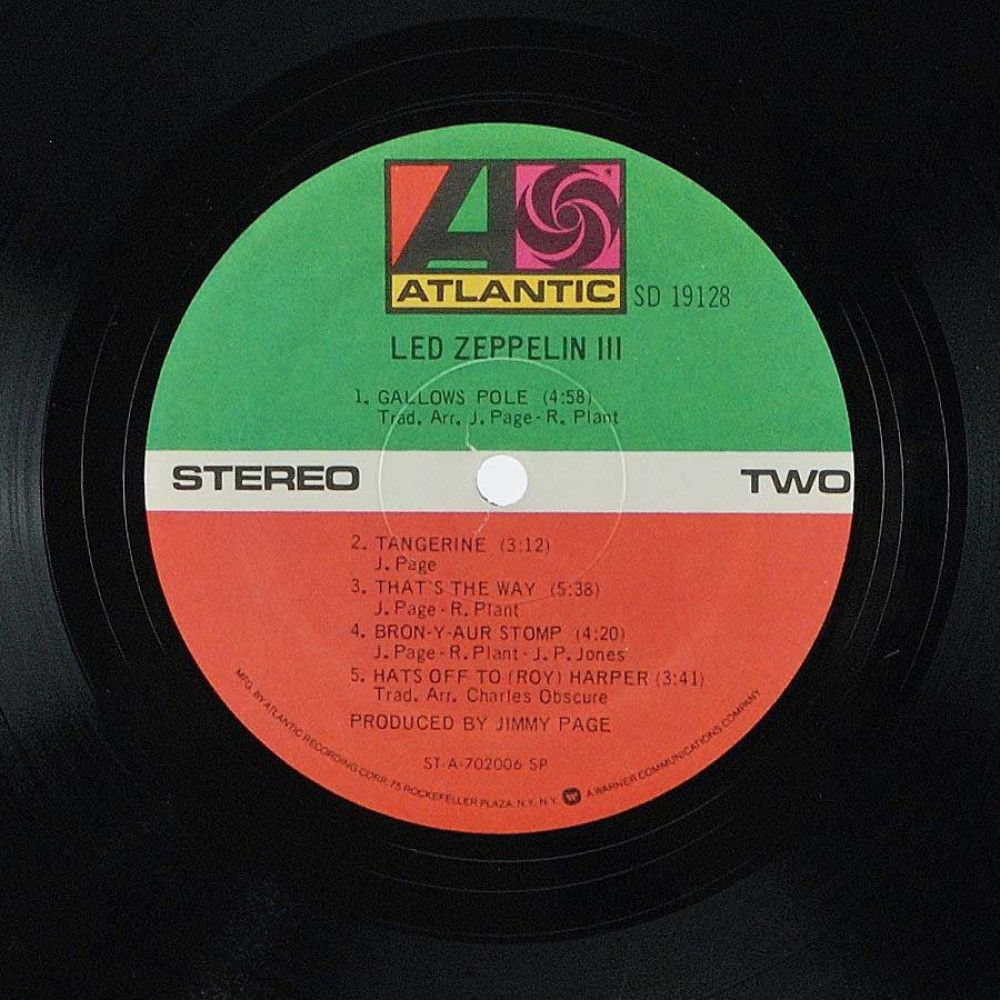 ATLANTIC
SD 19128
LED ZEPPELIN III
1. GALLOWS POLE (4:58)
Trad. Arr. J. Page - R. Plant
STEREO
TWO
2. TANGERINE (3:12)
J. Page
3. THAT'S THE WAY (5:38)
J. Page - R. Plant
4. BRON-Y-AUR STOMP (4:20)
J. Page - R. Plant - J. P. Jones
5. HATS OFF TO (ROY) HARPER (3:41)
Trad. Arr. Charles Obscure
PRODUCED BY JIMMY PAGE
ST-A-702006 SP
MFG. BY ATLANTIC RECORDING CORP. 75 ROCKEFELLER PLAZA N.Y. N.Y. W A WARNER COMMUNICATIONS COMPANY